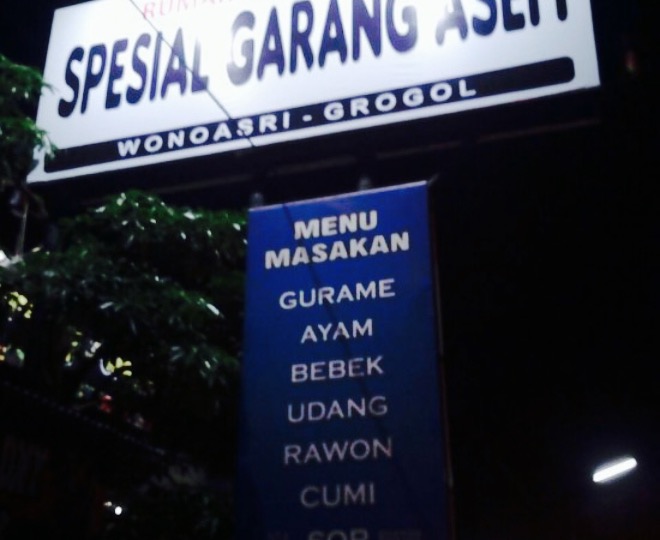 SPESIAL GARANG ASEM
WONOASRI - GROGOL
MENU
MASAKAN
GURAME
AYAM
BEBEK
UDANG
RAWON
CUMI